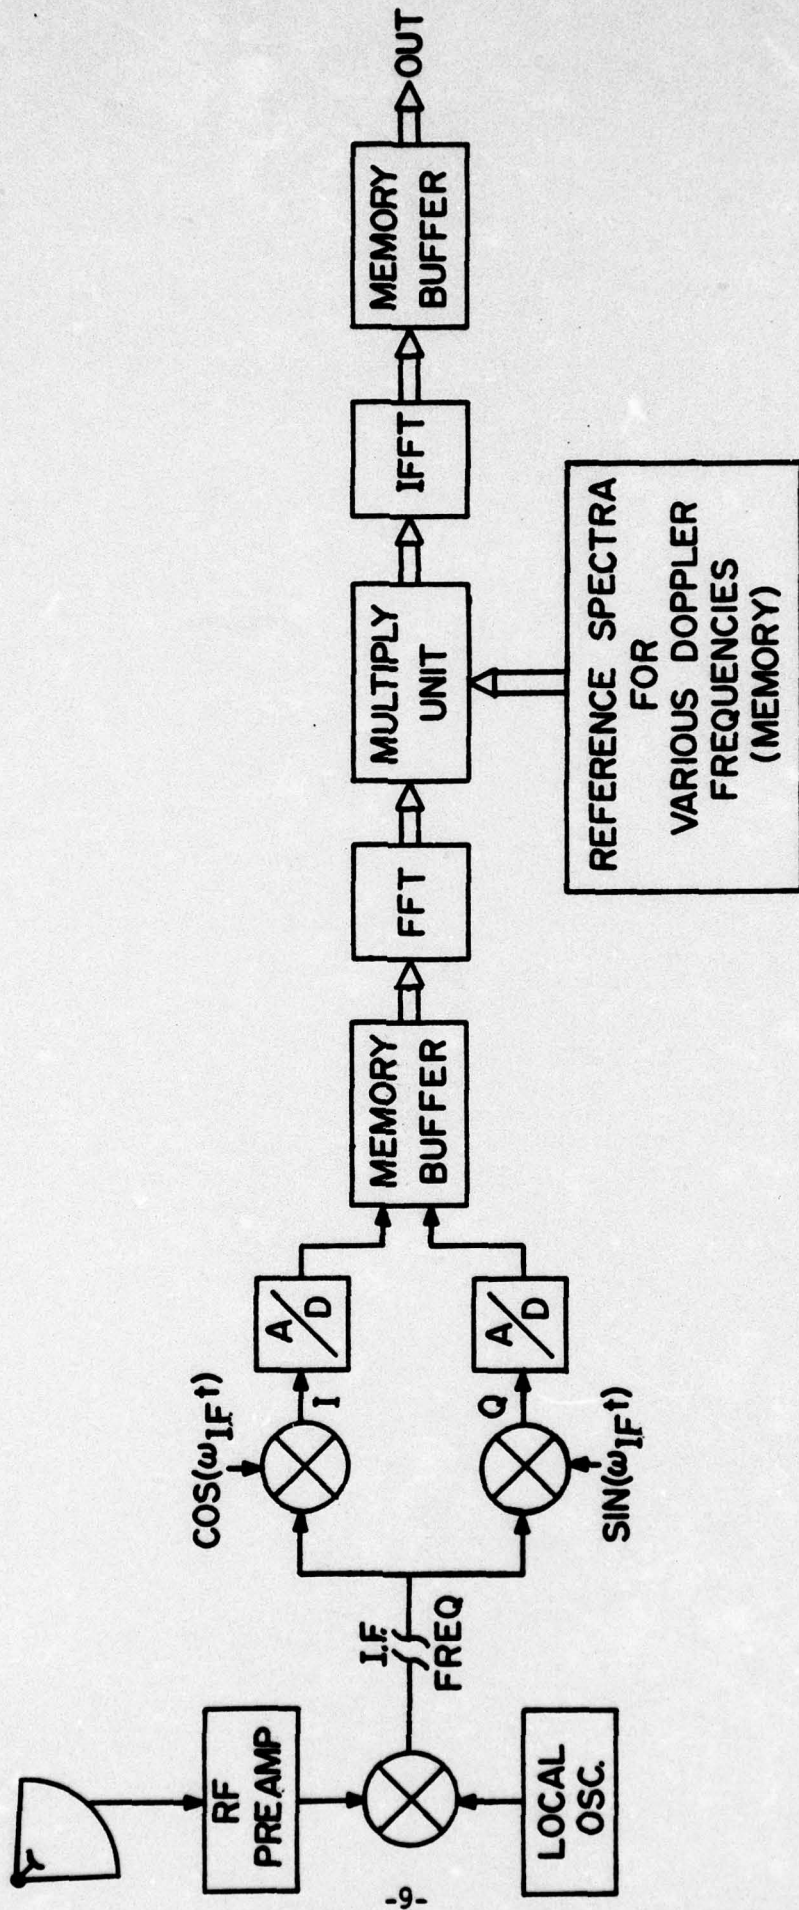 RF
PREAMP
LOCAL
OSC.
I.F.
FREQ
COS(ωIFt)
I
A/D
SIN(ωIFt)
Q
A/D
MEMORY
BUFFER
FFT
MULTIPLY
UNIT
REFERENCE SPECTRA
FOR
VARIOUS DOPPLER
FREQUENCIES
(MEMORY)
IFFT
MEMORY
BUFFER
OUT
-9-